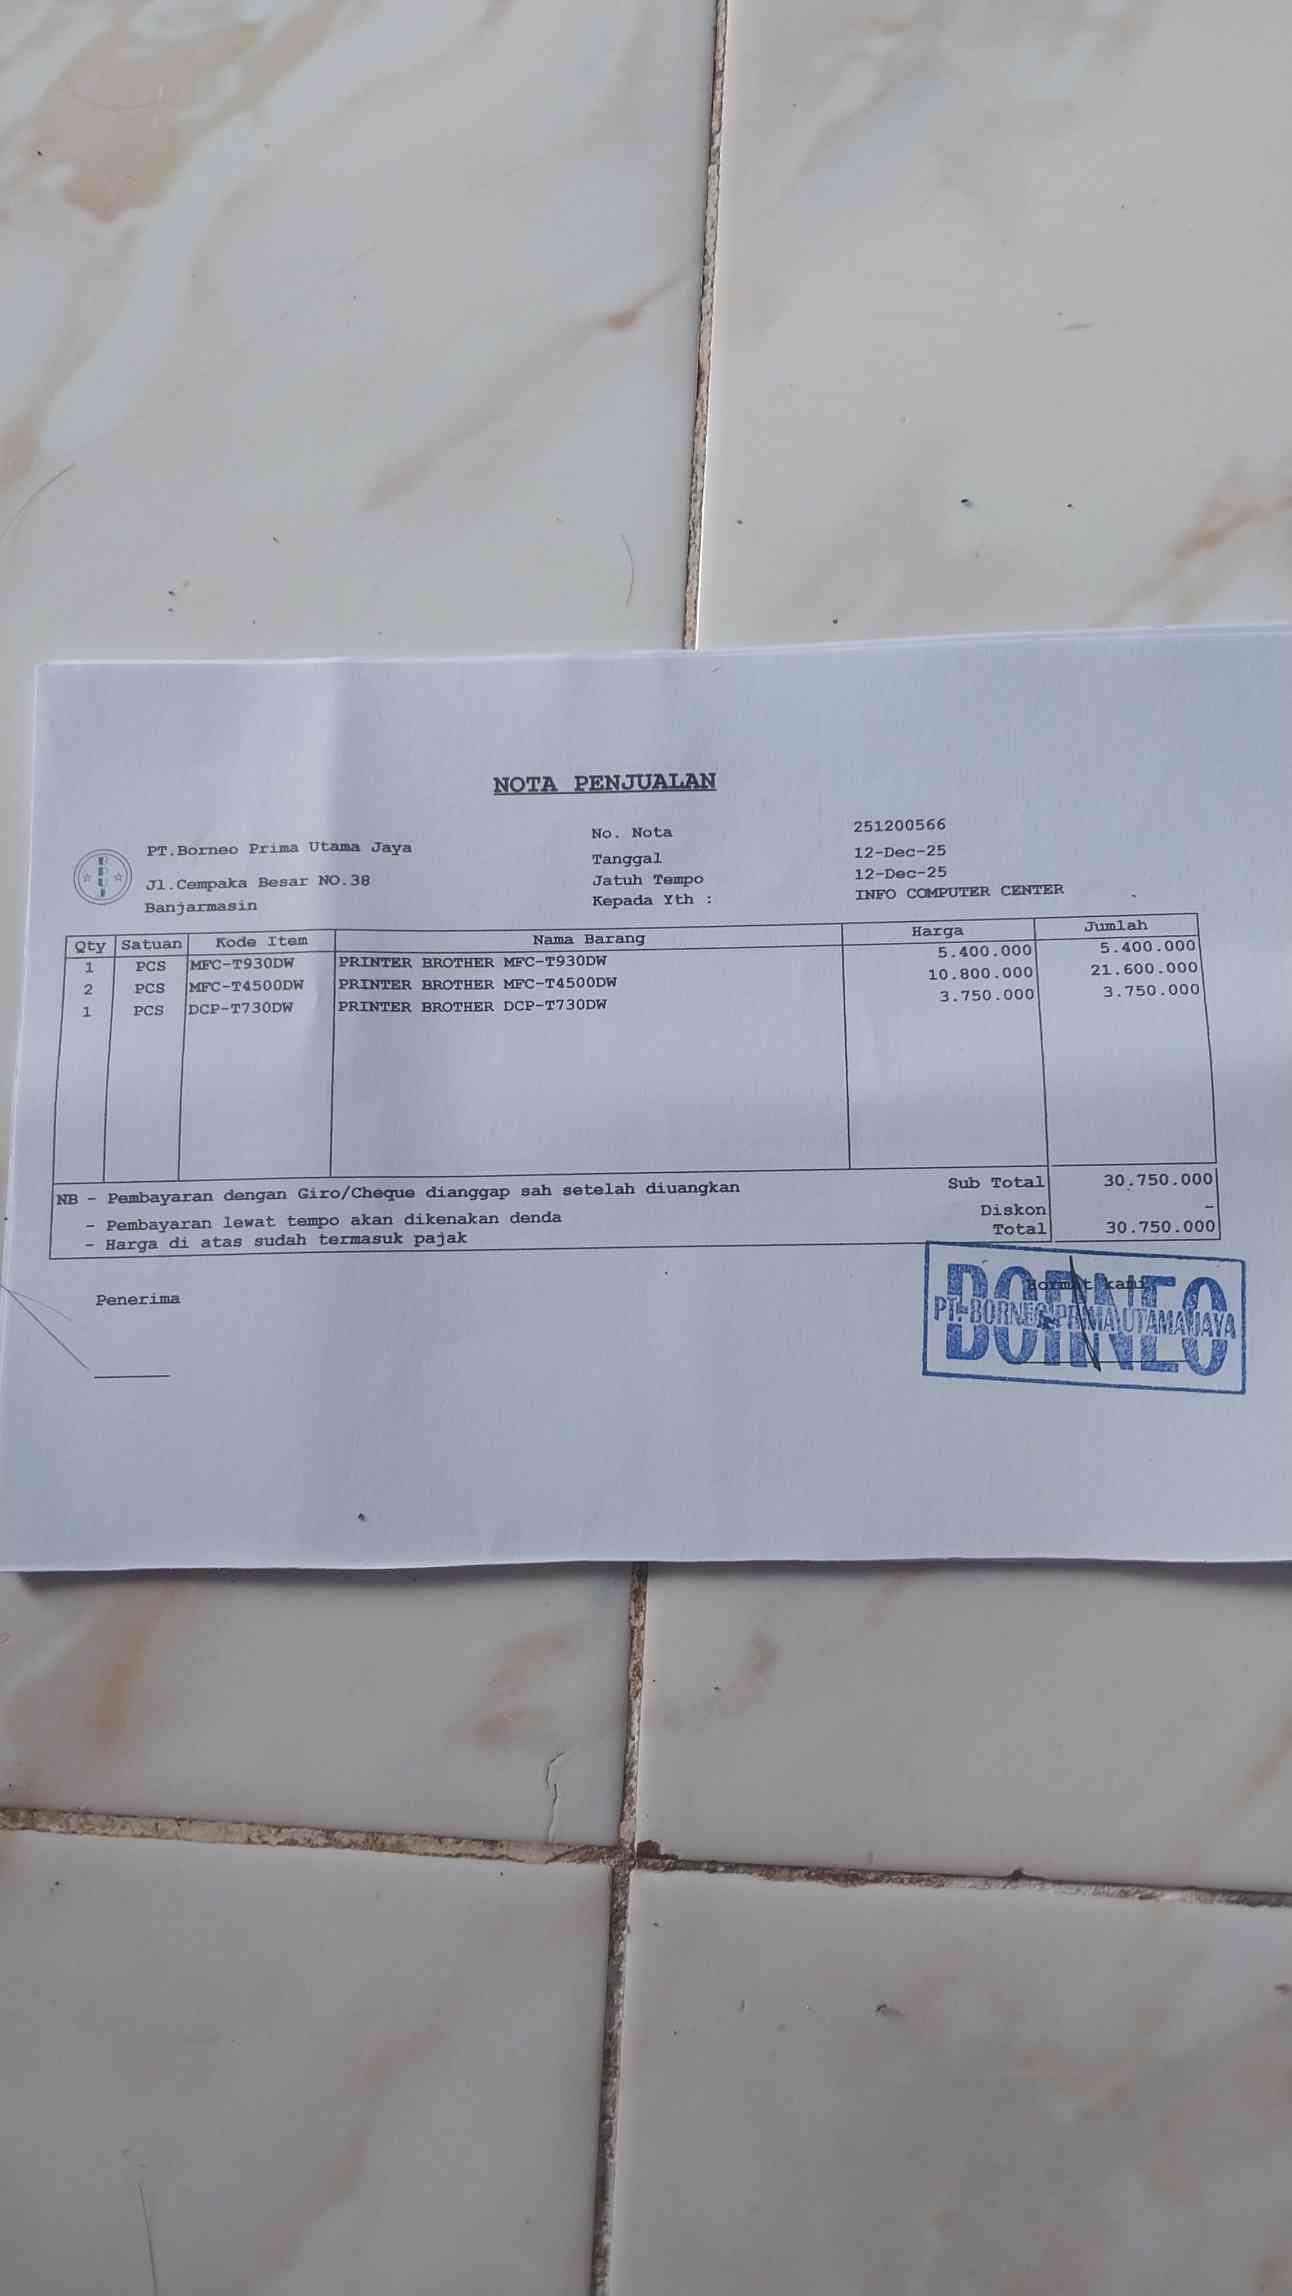 NOTA PENJUALAN
BPUJ
PT.Borneo Prima Utama Jaya
Jl.Cempaka Besar NO.38
Banjarmasin
No. Nota 251200566
Tanggal 12-Dec-25
Jatuh Tempo 12-Dec-25
Kepada Yth : INFO COMPUTER CENTER
Qty Satuan Kode Item Nama Barang Harga Jumlah
1 PCS MFC-T930DW PRINTER BROTHER MFC-T930DW 5.400.000 5.400.000
2 PCS MFC-T4500DW PRINTER BROTHER MFC-T4500DW 10.800.000 21.600.000
1 PCS DCP-T730DW PRINTER BROTHER DCP-T730DW 3.750.000 3.750.000
NB - Pembayaran dengan Giro/Cheque dianggap sah setelah diuangkan Sub Total 30.750.000
- Pembayaran lewat tempo akan dikenakan denda Diskon -
- Harga di atas sudah termasuk pajak Total 30.750.000
Penerima
Hormat kami
BORNEO
PT. BORNEO PRIMA UTAMA JAYA